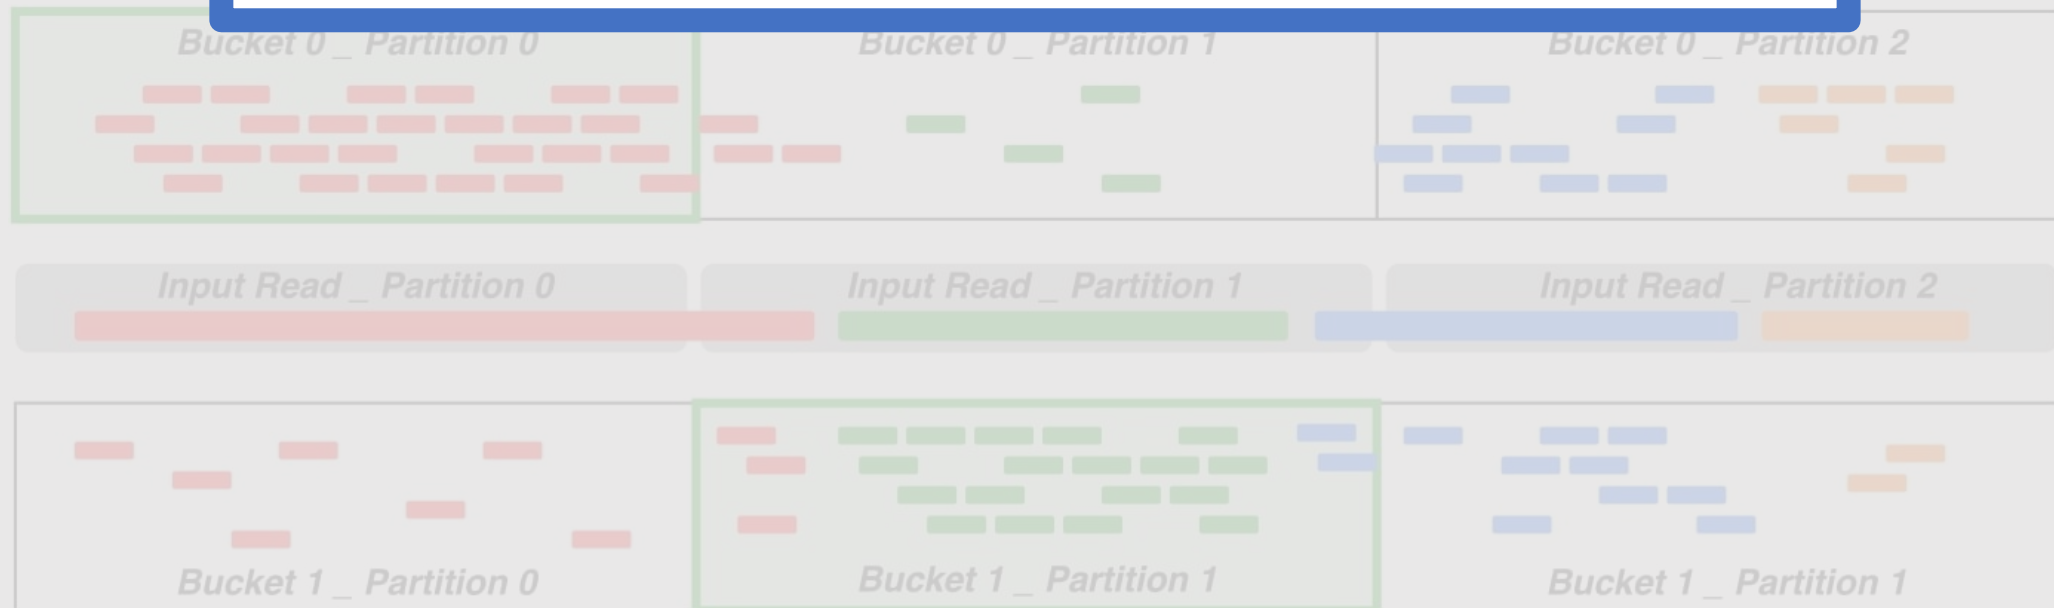 Bucket 0 _ Partition 0
Bucket 0 _ Partition 1
Bucket 0 _ Partition 2
Input Read _ Partition 0
Input Read _ Partition 1
Input Read _ Partition 2
Bucket 1 _ Partition 0
Bucket 1 _ Partition 1
Bucket 1 _ Partition 1